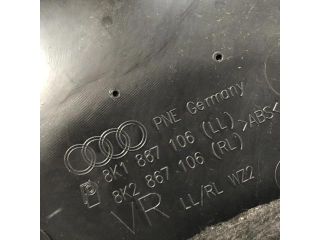 PNE Germany
8K1 867 106 (LL) >ABS<
8K2 867 106 (RL)
VR LL/RL WZ2